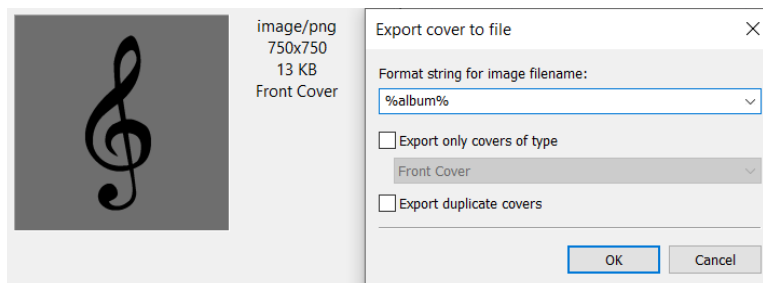 image/png
750x750
13 KB
Front Cover
Export cover to file
Format string for image filename:
%album%
Export only covers of type
Front Cover
Export duplicate covers
OK
Cancel